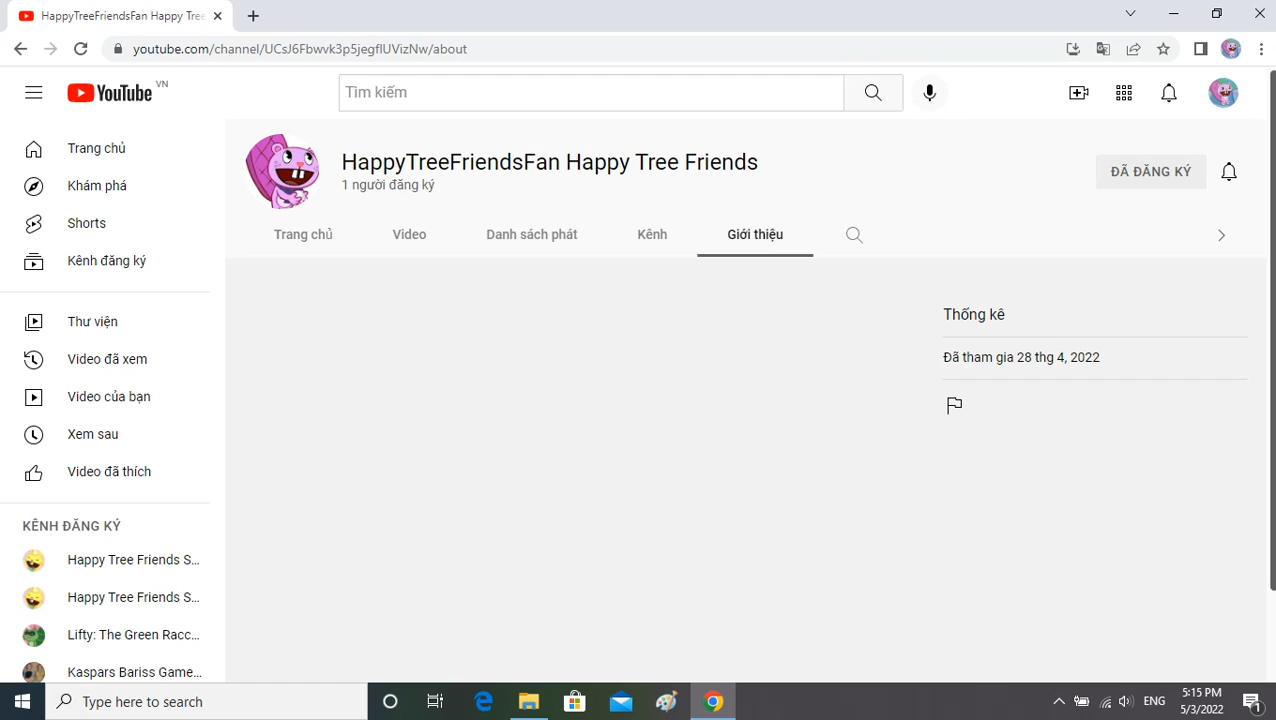 HappyTreeFriendsFan Happy Tree
youtube.com/channel/UCsJ6Fbwvk3p5jegflUVizNw/about
YouTube VN
Tìm kiếm
Trang chủ
Khám phá
Shorts
Kênh đăng ký
Thư viện
Video đã xem
Video của bạn
Xem sau
Video đã thích
KÊNH ĐĂNG KÝ
Happy Tree Friends S...
Happy Tree Friends S...
Lifty: The Green Racc...
Kaspars Bariss Game...
HappyTreeFriendsFan Happy Tree Friends
1 người đăng ký
ĐÃ ĐĂNG KÝ
Trang chủ Video Danh sách phát Kênh Giới thiệu
Thống kê
Đã tham gia 28 thg 4, 2022
Type here to search
ENG
5:15 PM
5/3/2022
1